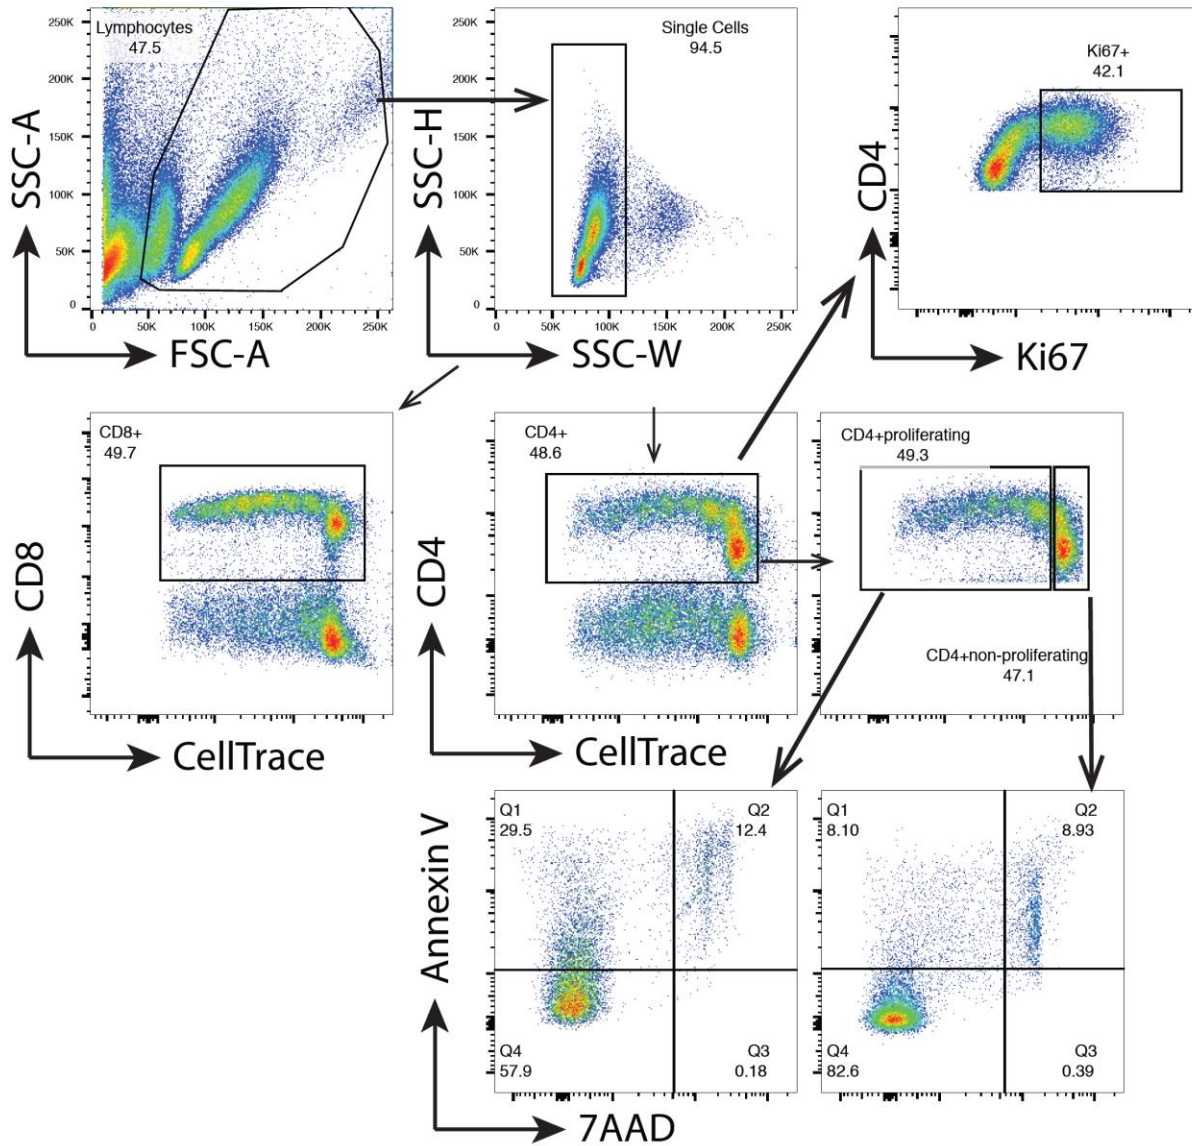 Lymphocytes
47.5
250K
200K
150K
100K
50K
0
0
50K
100K
150K
200K
250K
SSC-A
FSC-A
Single Cells
94.5
250K
200K
150K
100K
50K
0
0
50K
100K
150K
200K
250K
SSC-H
SSC-W
Ki67+
42.1
CD4
Ki67
CD8+
49.7
CD8
CellTrace
CD4+
48.6
CD4
CellTrace
CD4+proliferating
49.3
CD4+non-proliferating
47.1
Q1
29.5
Q2
12.4
Q4
57.9
Q3
0.18
Annexin V
7AAD
Q1
8.10
Q2
8.93
Q4
82.6
Q3
0.39